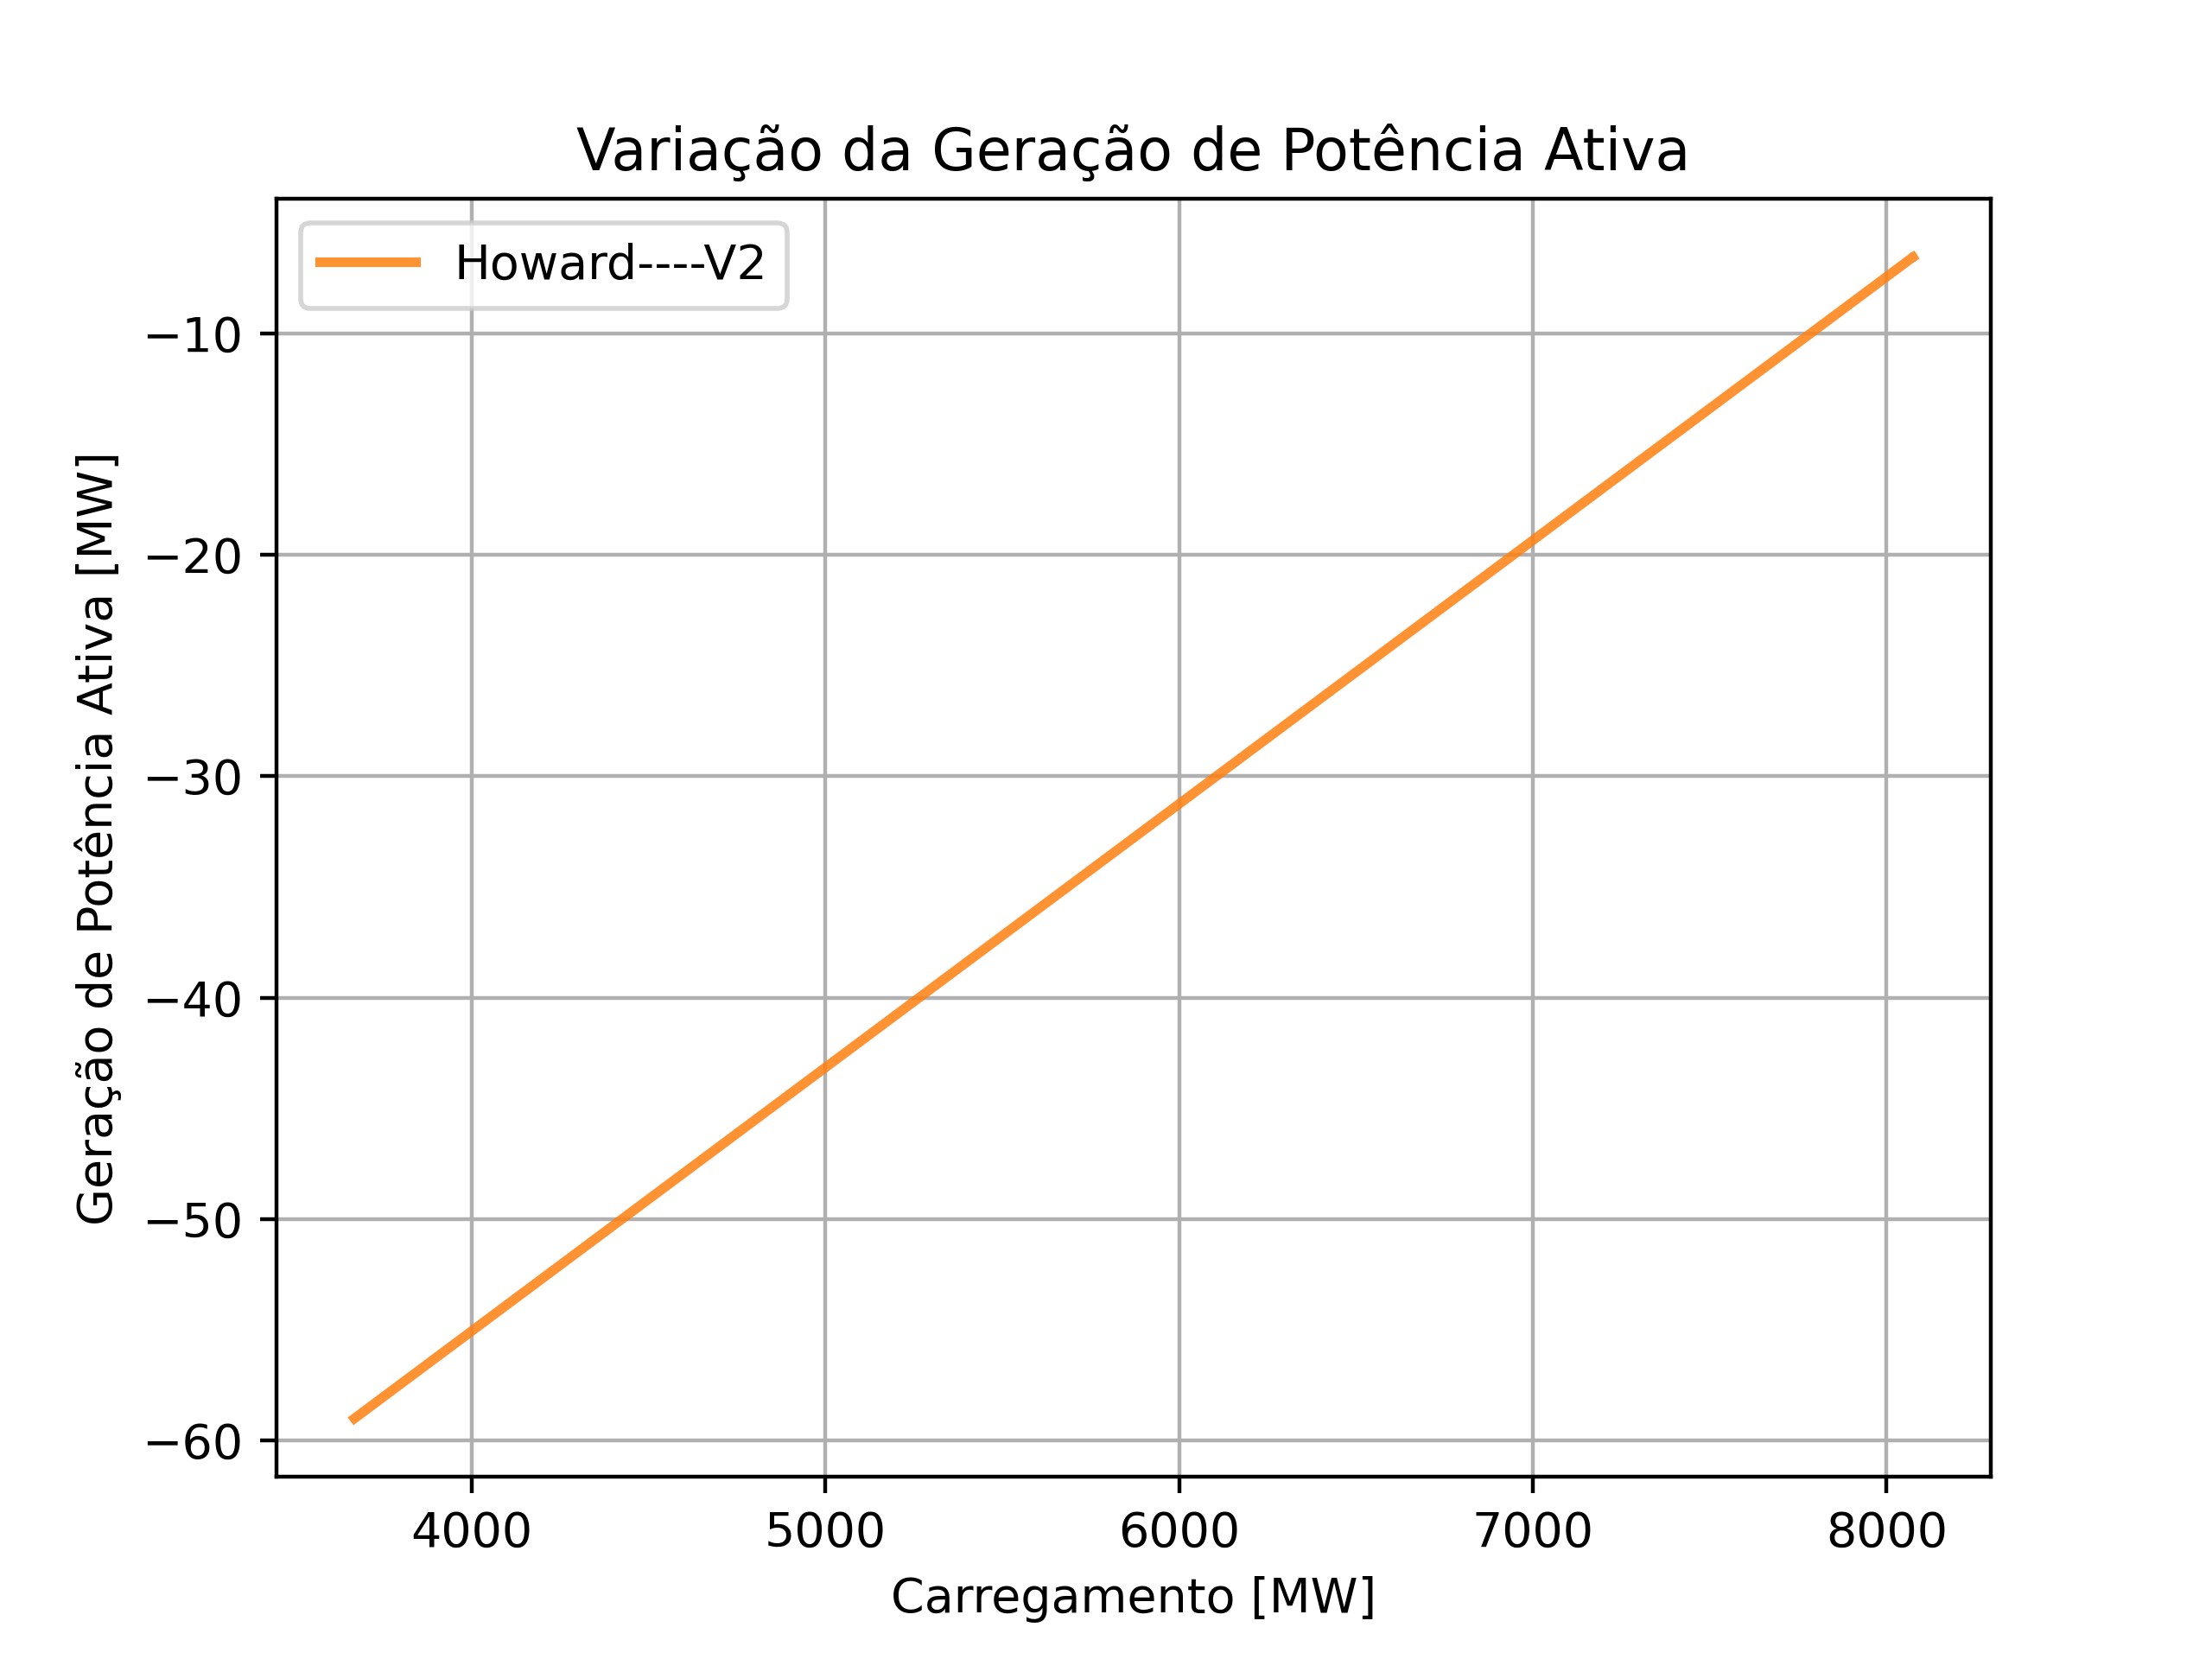 Variação da Geração de Potência Ativa
Howard----V2
Geração de Potência Ativa [MW]
−10
−20
−30
−40
−50
−60
4000 5000 6000 7000 8000
Carregamento [MW]